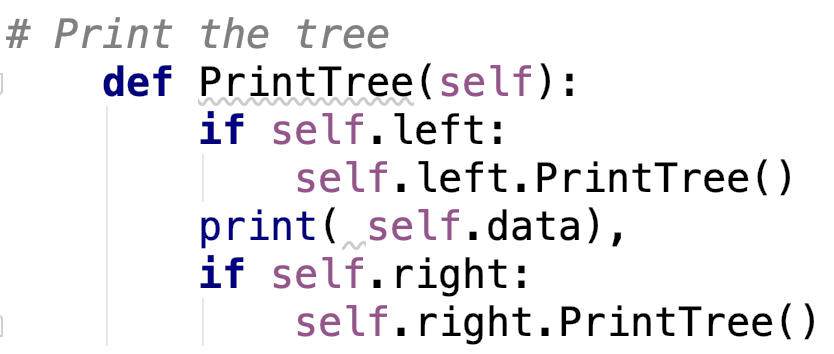 # Print the tree
def PrintTree(self):
if self.left:
self.left.PrintTree()
print( self.data),
if self.right:
self.right.PrintTree()